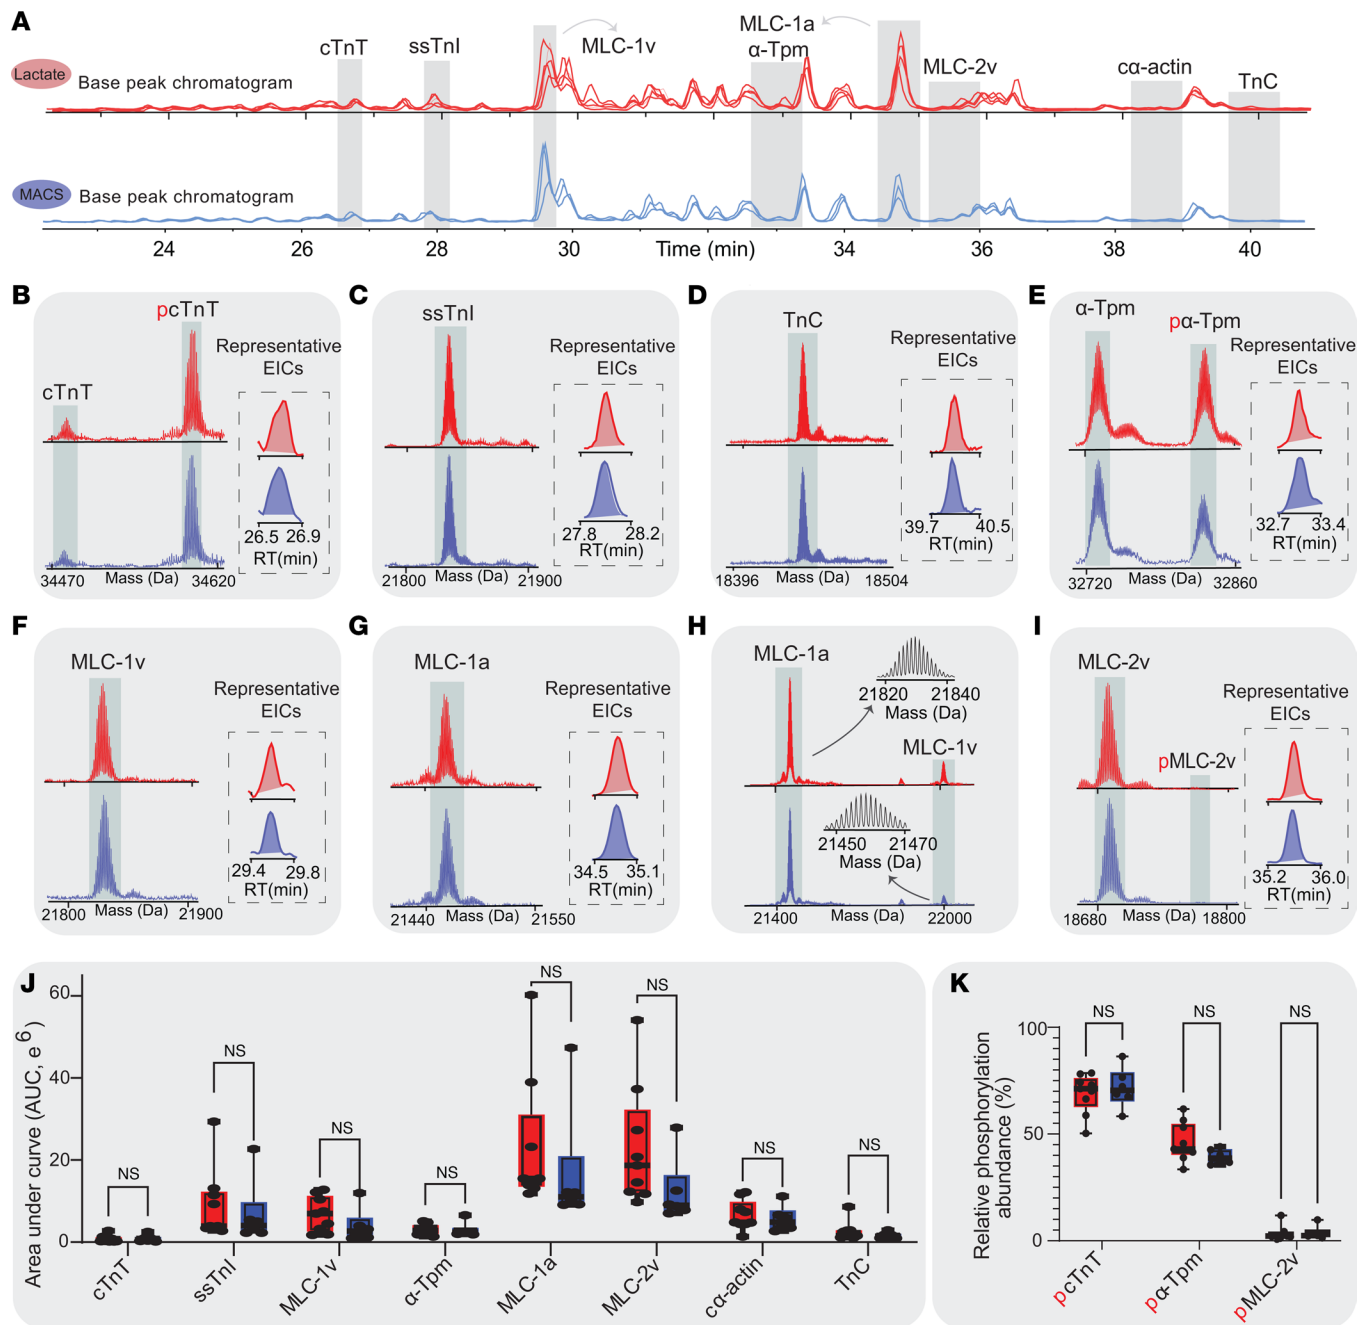 A
cTnT
ssTnI
MLC-1v
MLC-1a
α-Tpm
MLC-2v
cα-actin
TnC
Lactate
Base peak chromatogram
MACS
Base peak chromatogram
24
26
28
30
Time (min)
34
36
38
40
B
pcTnT
cTnT
Representative
EICs
26.5 26.9
RT(min)
34470
Mass (Da)
34620
C
ssTnI
Representative
EICs
27.8 28.2
RT(min)
21800
Mass (Da)
21900
D
TnC
Representative
EICs
39.7 40.5
RT(min)
18396
Mass (Da)
18504
E
α-Tpm
pα-Tpm
Representative
EICs
32.7 33.4
RT(min)
32720
Mass (Da)
32860
F
MLC-1v
Representative
EICs
29.4 29.8
RT(min)
21800
Mass (Da)
21900
G
MLC-1a
Representative
EICs
34.5 35.1
RT(min)
21440
Mass (Da)
21550
H
MLC-1a
21820 21840
Mass (Da)
MLC-1v
21450 21470
Mass (Da)
21400
Mass (Da)
22000
I
MLC-2v
pMLC-2v
Representative
EICs
35.2 36.0
RT(min)
18680
Mass (Da)
18800
J
Area under curve (AUC, e6)
60
40
20
0
NS
NS
NS
NS
NS
NS
NS
NS
cTnT
ssTnI
MLC-1v
α-Tpm
MLC-1a
MLC-2v
cα-actin
TnC
K
Relative phosphorylation
abundance (%)
100
50
0
NS
NS
NS
pcTnT
pα-Tpm
pMLC-2v